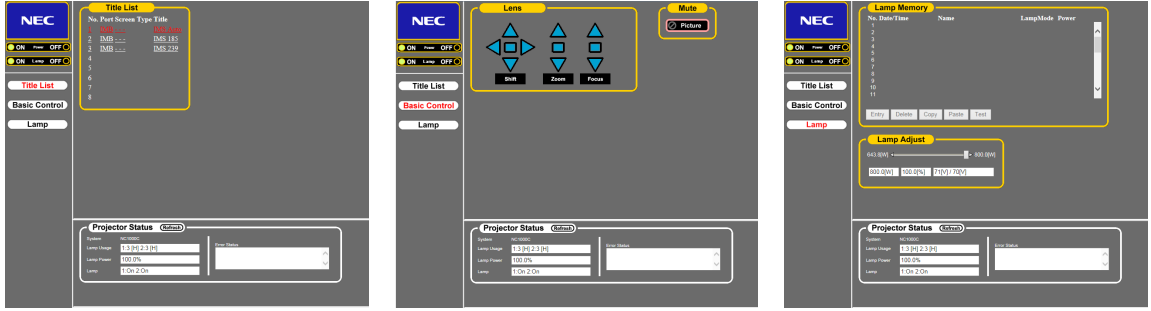 NEC
ON Power OFF
ON Lamp OFF
Title List
Basic Control
Lamp
Title List
No. Port Screen Type Title
1 IMB - - -
2 IMB - - - IMS 185
3 IMB - - - IMS 239
4
5
6
7
8
Projector Status Refresh
System NC1000C
Lamp Usage 1:3 [H] 2:3 [H]
Lamp Power 100.0%
Lamp 1:On 2:On
Error Status
NEC
ON Power OFF
ON Lamp OFF
Title List
Basic Control
Lamp
Lens
Shift Zoom Focus
Mute
Picture
Projector Status Refresh
System NC1000C
Lamp Usage 1:3 [H] 2:3 [H]
Lamp Power 100.0%
Lamp 1:On 2:On
Error Status
NEC
ON Power OFF
ON Lamp OFF
Title List
Basic Control
Lamp
Lamp Memory
No. Date/Time Name LampMode Power
1
2
3
4
5
6
7
8
9
10
11
Entry Delete Copy Paste Test
Lamp Adjust
643.8[W] 800.0[W]
800.0[W] 100.0[%] 71[V] / 70[V]
Projector Status Refresh
System NC1000C
Lamp Usage 1:3 [H] 2:3 [H]
Lamp Power 100.0%
Lamp 1:On 2:On
Error Status